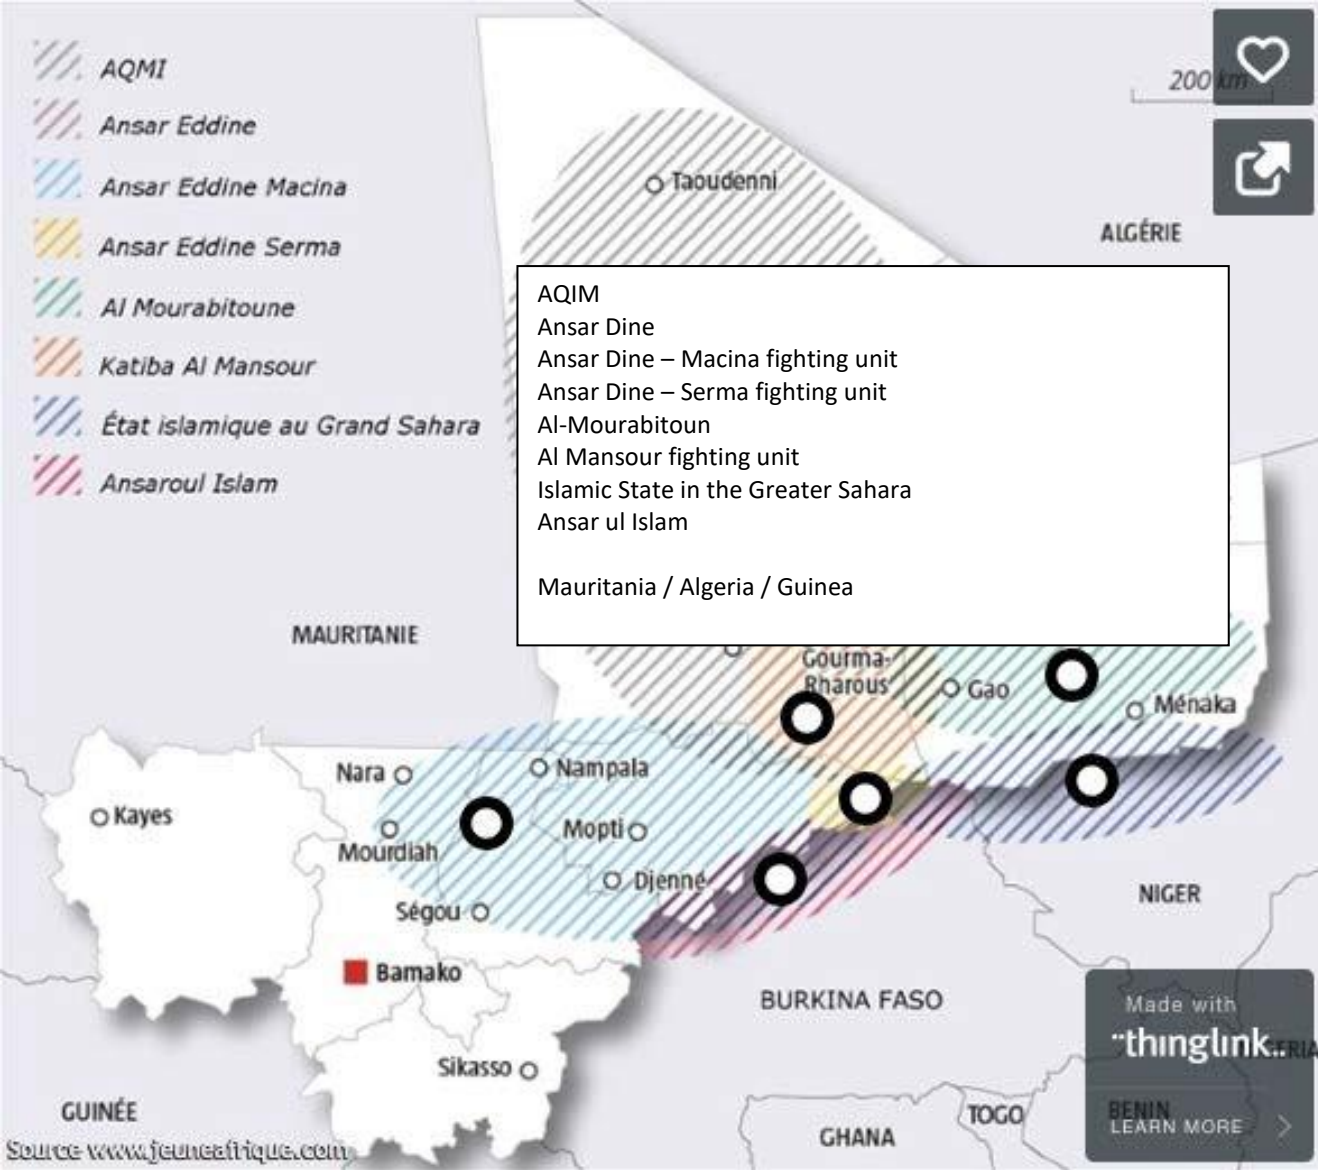 AQMI
Ansar Eddine
Ansar Eddine Macina
Ansar Eddine Serma
Al Mourabitoune
Katiba Al Mansour
État islamique au Grand Sahara
Ansaroul Islam
200 km
Taoudenni
ALGÉRIE
AQIM
Ansar Dine
Ansar Dine – Macina fighting unit
Ansar Dine – Serma fighting unit
Al-Mourabitoun
Al Mansour fighting unit
Islamic State in the Greater Sahara
Ansar ul Islam
Mauritania / Algeria / Guinea
MAURITANIE
Gourma-
Rharous
Gao
Ménaka
Nara
Nampala
Kayes
Mopti
Mourdiah
Djenné
Ségou
NIGER
Bamako
BURKINA FASO
Sikasso
GUINÉE
GHANA
TOGO
BENIN
Made with
thinglink..
LEARN MORE
Source www.jeuneafrique.com